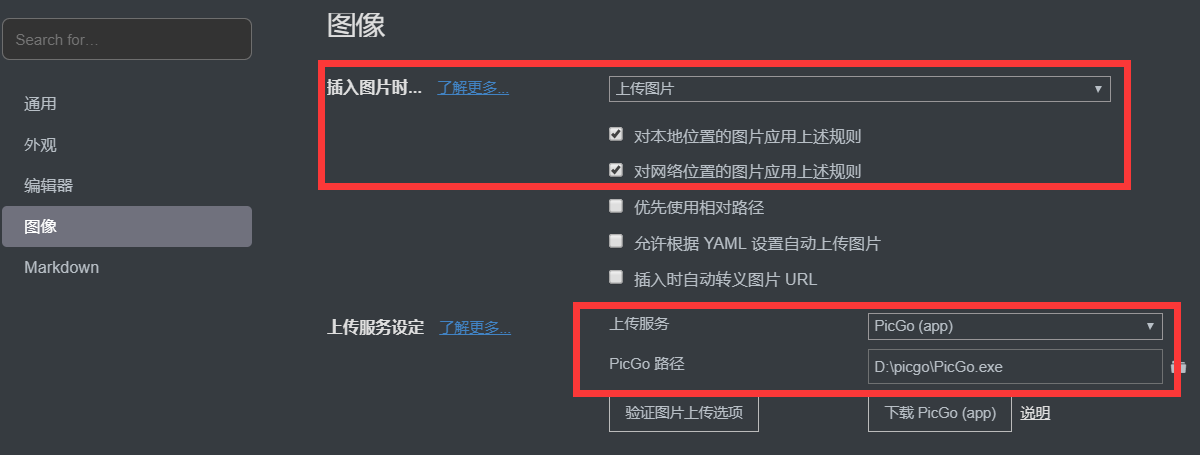 Search for…
通用
外观
编辑器
图像
Markdown
图像
插入图片时... 了解更多...
上传图片
对本地位置的图片应用上述规则
对网络位置的图片应用上述规则
优先使用相对路径
允许根据 YAML 设置自动上传图片
插入时自动转义图片 URL
上传服务设定 了解更多...
上传服务 PicGo (app)
PicGo 路径 D:\picgo\PicGo.exe
验证图片上传选项 下载 PicGo (app) 说明